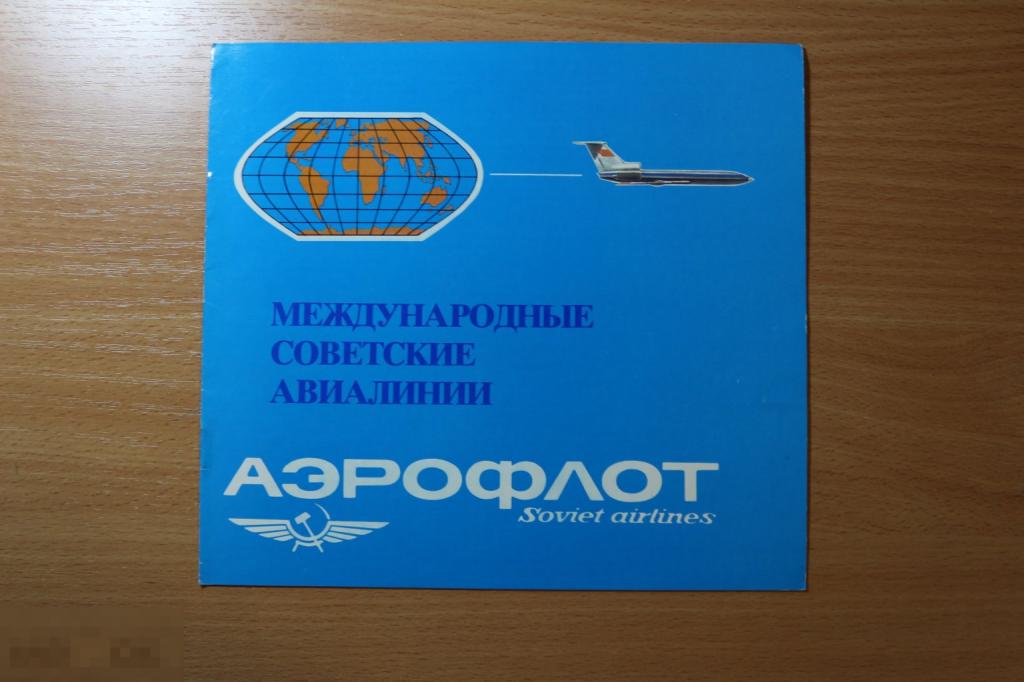 МЕЖДУНАРОДНЫЕ
СОВЕТСКИЕ
АВИАЛИНИИ
АЭРОФЛОТ
Soviet airlines